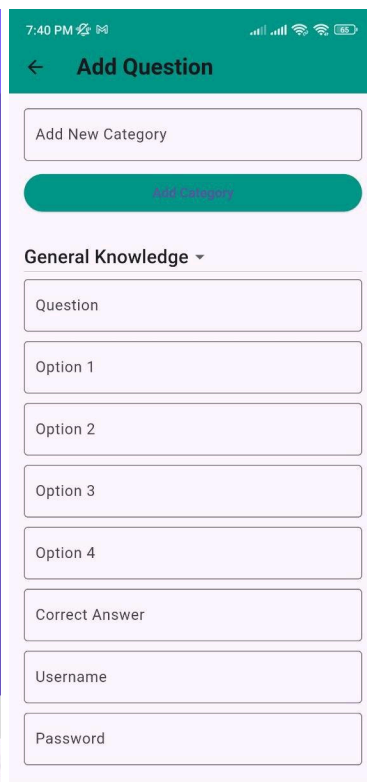 7:40 PM 65
Add Question
Add New Category
Add Category
General Knowledge
Question
Option 1
Option 2
Option 3
Option 4
Correct Answer
Username
Password